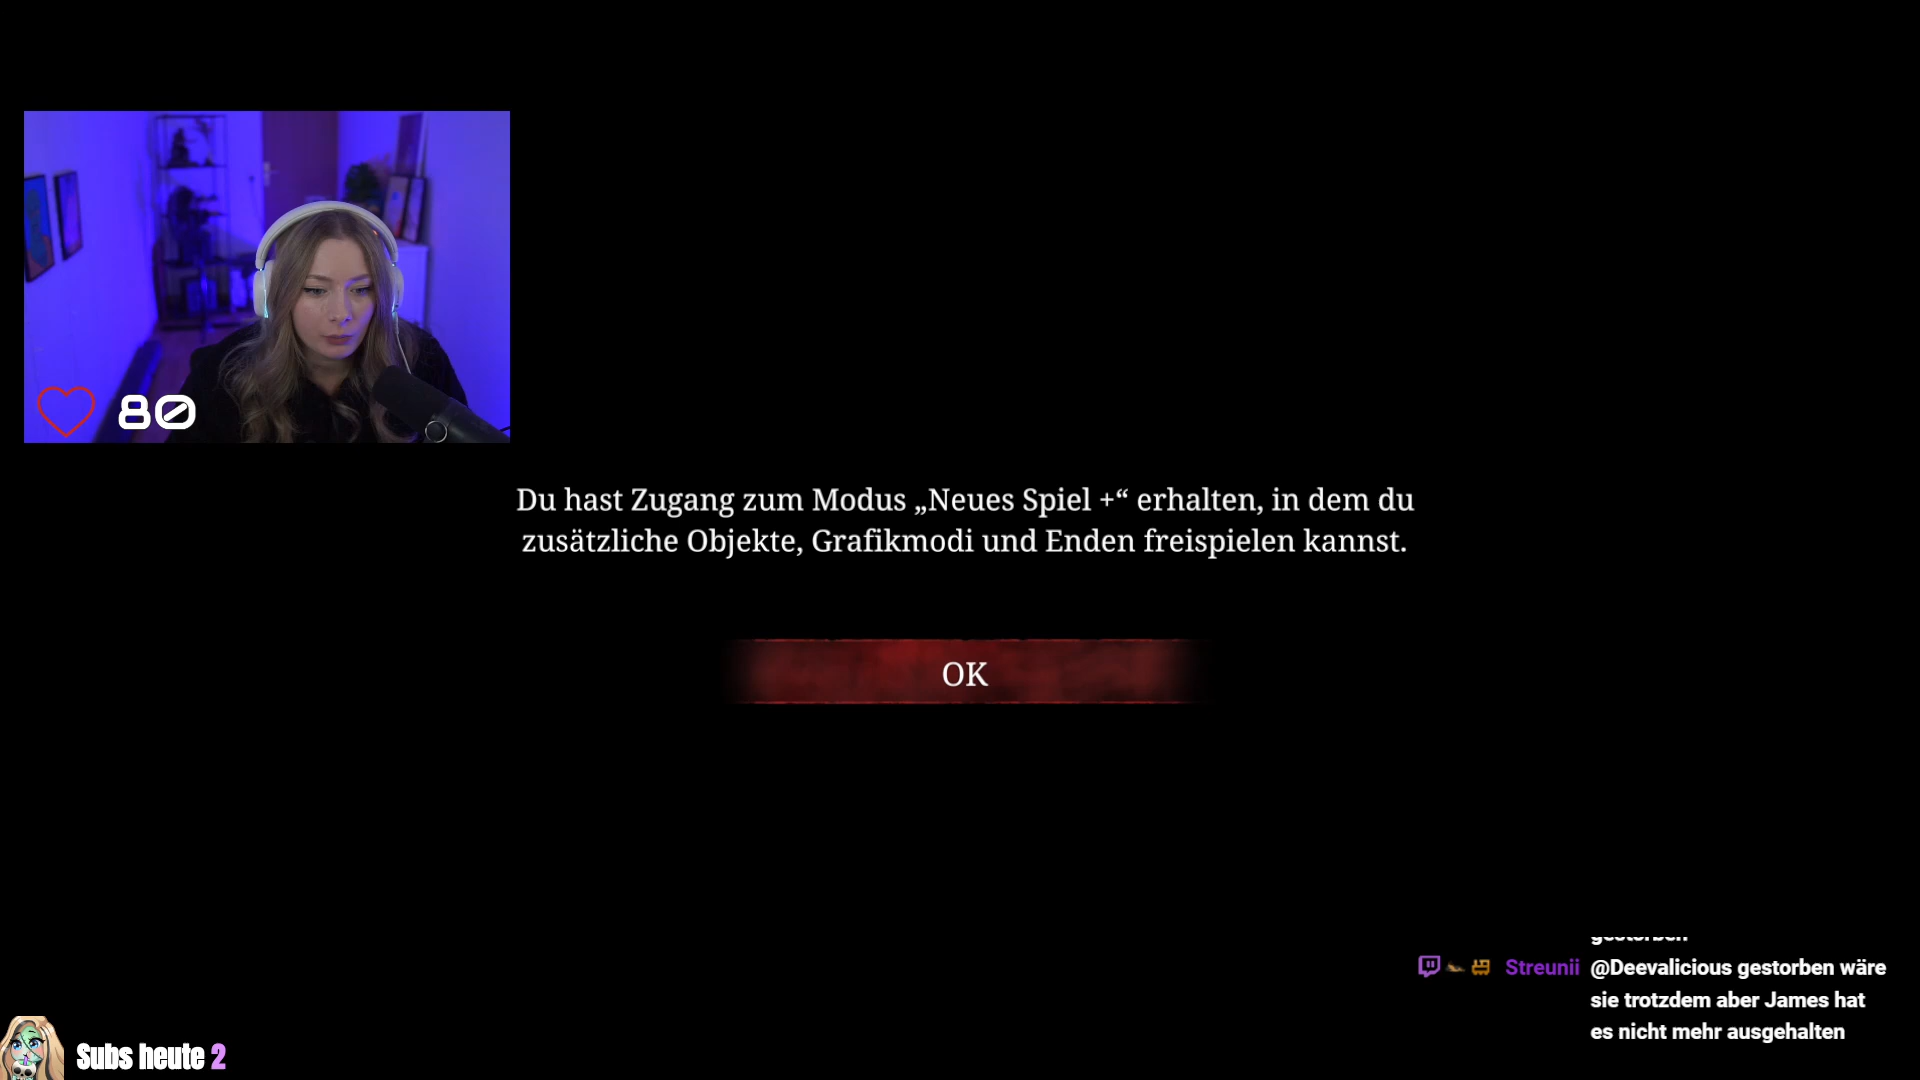 80
Du hast Zugang zum Modus „Neues Spiel +“ erhalten, in dem du
zusätzliche Objekte, Grafikmodi und Enden freispielen kannst.
OK
gestorben
Streunii @Deevalicious gestorben wäre
sie trotzdem aber James hat
es nicht mehr ausgehalten
Subs heute 2